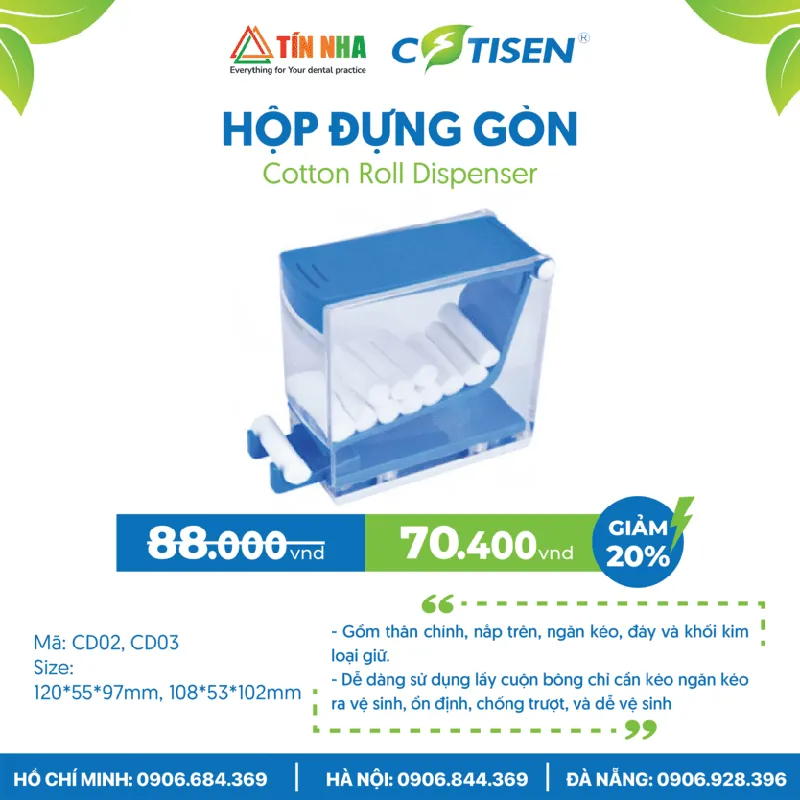 TÍN NHA
Everything for Your dental practice
COTISEN®
HỘP ĐỰNG GÒN
Cotton Roll Dispenser
88.000 vnd
70.400 vnd
GIẢM
20%
Mã: CD02, CD03
Size:
120*55*97mm, 108*53*102mm
- Gồm thân chính, nắp trên, ngăn kéo, đáy và khối kim
loại giữ.
- Dễ dàng sử dụng lấy cuộn bông chỉ cần kéo ngăn kéo
ra vệ sinh, ổn định, chống trượt, và dễ vệ sinh
HỒ CHÍ MINH: 0906.684.369 | HÀ NỘI: 0906.844.369 | ĐÀ NẴNG: 0906.928.396